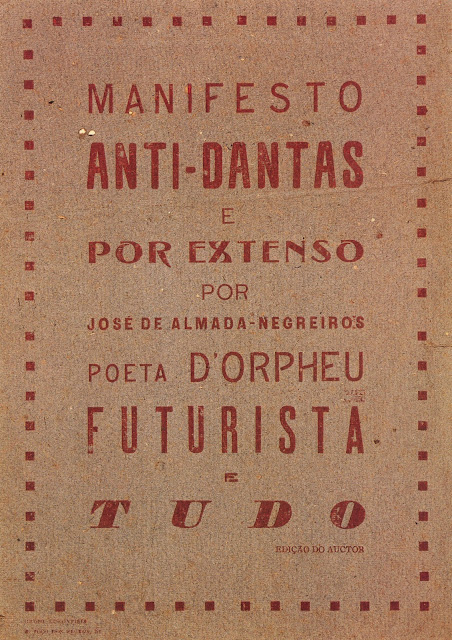 MANIFESTO
ANTI-DANTAS
E
POR EXTENSO
POR
JOSÉ DE ALMADA-NEGREIROS
POETA D'ORPHEU
FUTURISTA
E
TUDO
EDIÇÃO DO AUCTOR